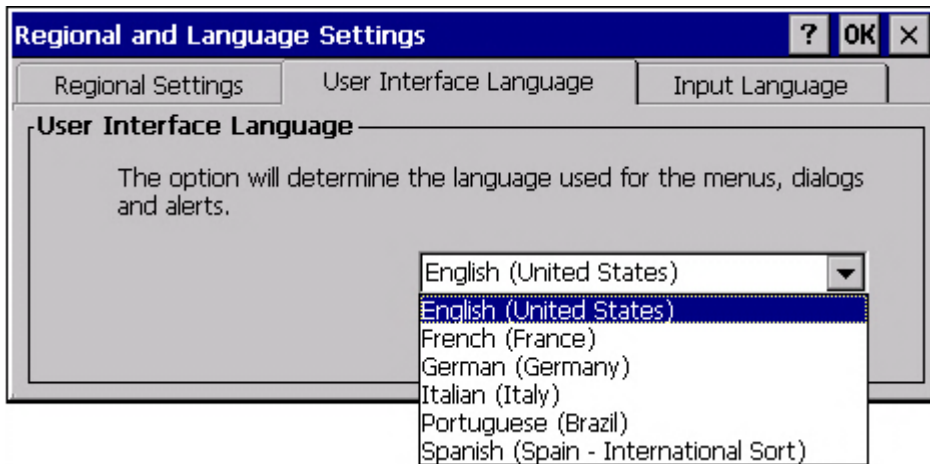 Regional and Language Settings ? OK ×
Regional Settings User Interface Language Input Language
User Interface Language
The option will determine the language used for the menus, dialogs
and alerts.
English (United States)
English (United States)
French (France)
German (Germany)
Italian (Italy)
Portuguese (Brazil)
Spanish (Spain - International Sort)